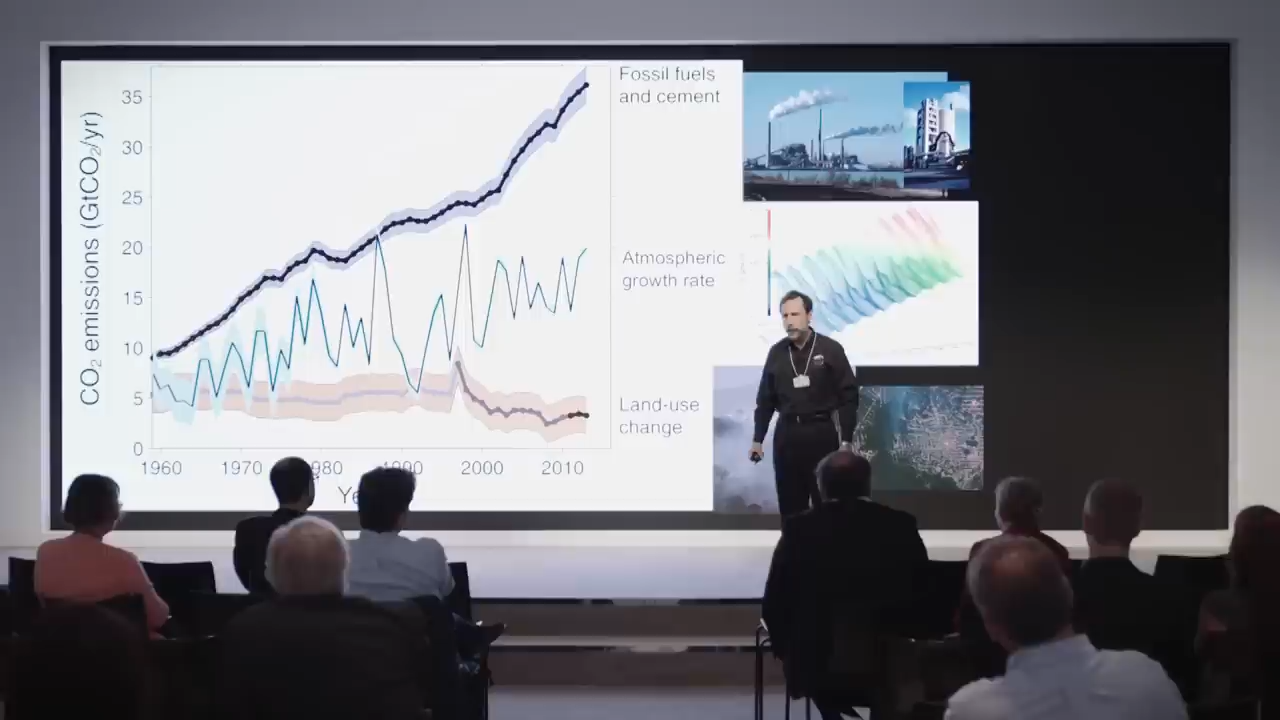 CO₂ emissions (GtCO₂/yr)
35
30
25
20
15
10
5
0
1960
1970
2000
2010
Fossil fuels
and cement
Atmospheric
growth rate
Land-use
change